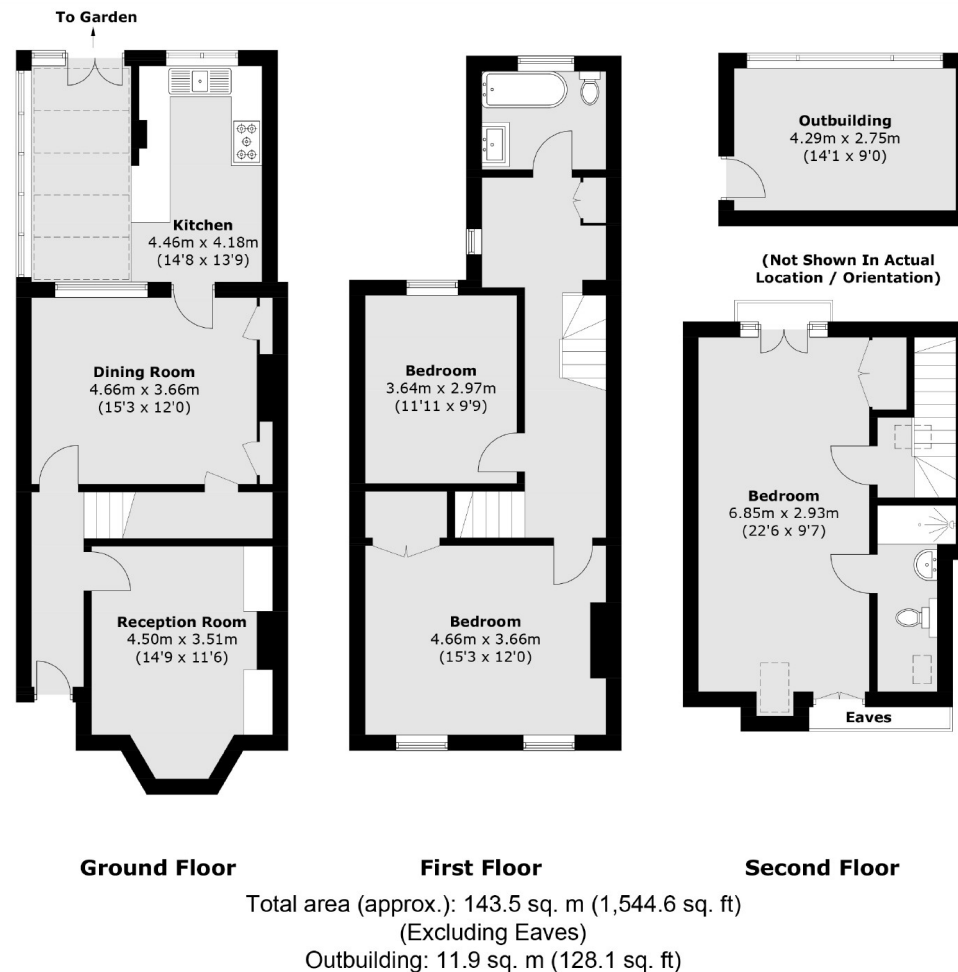 To Garden
Kitchen
4.46m x 4.18m
(14'8 x 13'9)
Dining Room
4.66m x 3.66m
(15'3 x 12'0)
Reception Room
4.50m x 3.51m
(14'9 x 11'6)
Bedroom
3.64m x 2.97m
(11'11 x 9'9)
Bedroom
4.66m x 3.66m
(15'3 x 12'0)
Outbuilding
4.29m x 2.75m
(14'1 x 9'0)
(Not Shown In Actual
Location / Orientation)
Bedroom
6.85m x 2.93m
(22'6 x 9'7)
Eaves
Ground Floor
First Floor
Second Floor
Total area (approx.): 143.5 sq. m (1,544.6 sq. ft)
(Excluding Eaves)
Outbuilding: 11.9 sq. m (128.1 sq. ft)